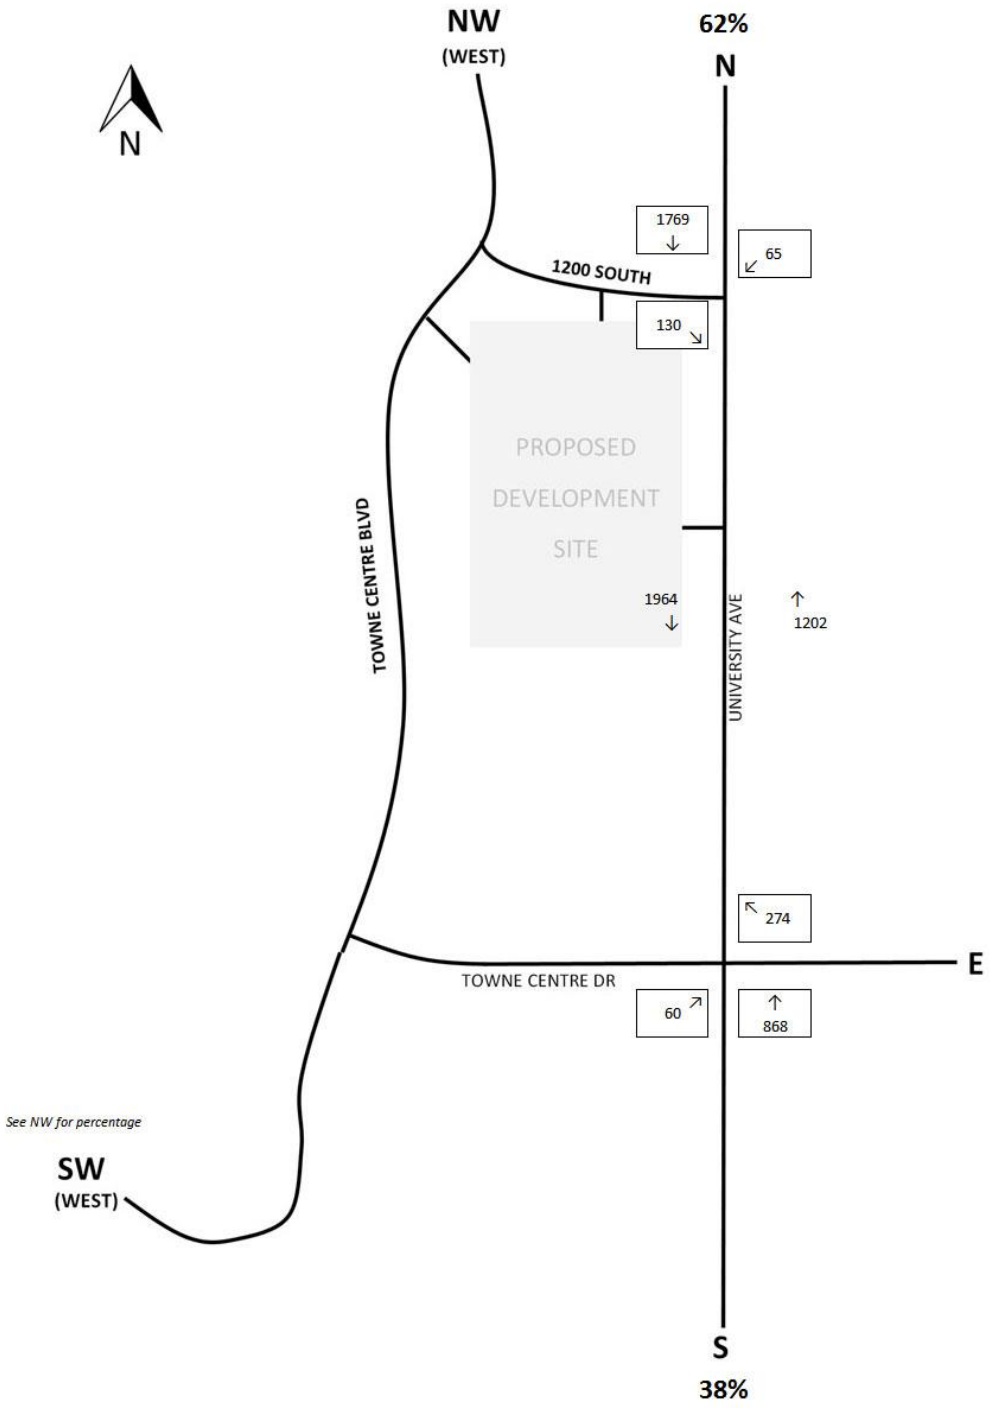 NW
(WEST)
62%
N
N
1769
↓
65
↙
1200 SOUTH
130
↘
PROPOSED
DEVELOPMENT
SITE
TOWNE CENTRE BLVD
1964
↓
UNIVERSITY AVE
↑
1202
↖ 274
E
TOWNE CENTRE DR
60 ↗
↑
868
See NW for percentage
SW
(WEST)
S
38%